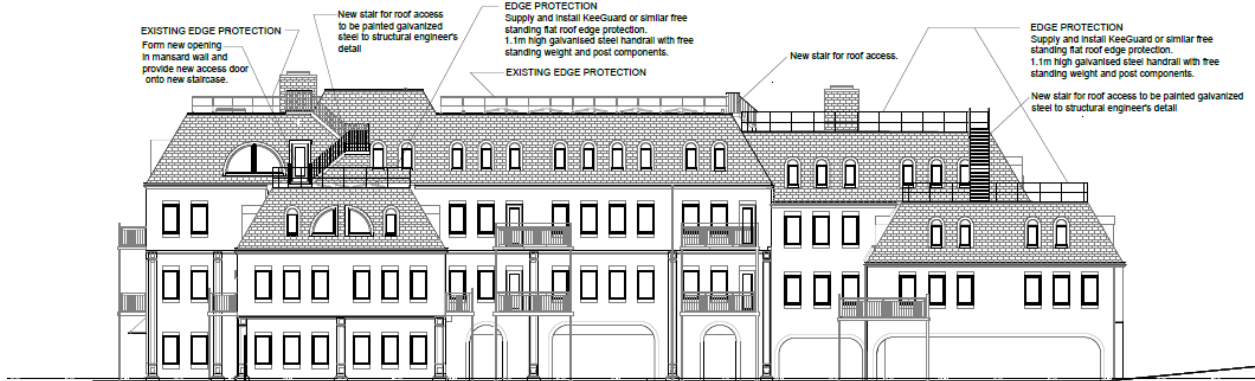 EXISTING EDGE PROTECTION
Form new opening
in mansard wall and
provide new access door
onto new staircase.
New stair for roof access
to be painted galvanized
steel to structural engineer's
detail
EDGE PROTECTION
Supply and install KeeGuard or similar free
standing flat roof edge protection.
1.1m high galvanised steel handrail with free
standing weight and post components.
EXISTING EDGE PROTECTION
New stair for roof access.
EDGE PROTECTION
Supply and install KeeGuard or similar free
standing flat roof edge protection.
1.1m high galvanised steel handrail with free
standing weight and post components.
New stair for roof access to be painted galvanized
steel to structural engineer's detail